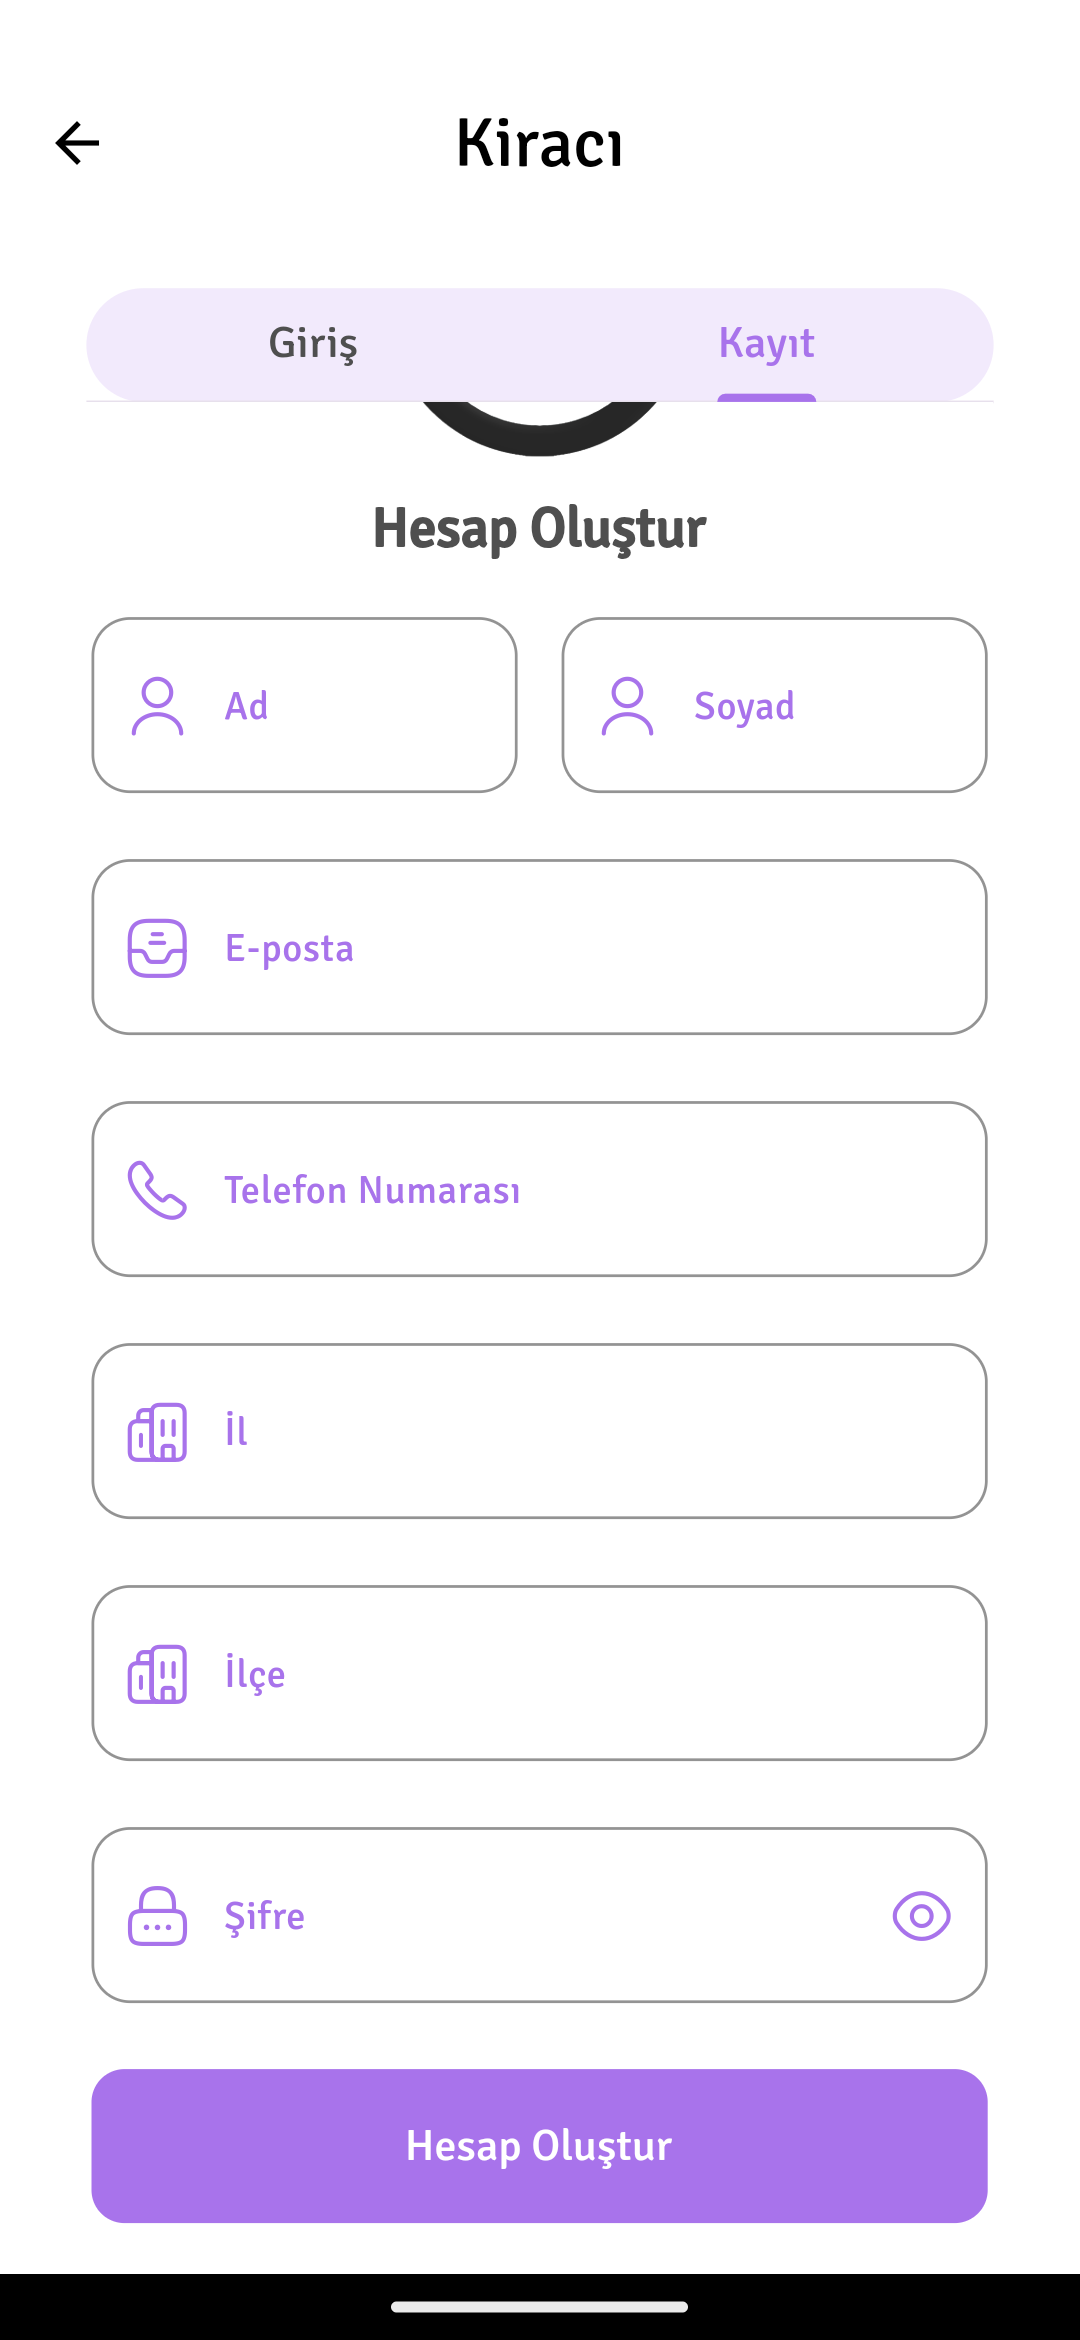 Kiracı
Giriş Kayıt
Hesap Oluştur
Ad Soyad
E-posta
Telefon Numarası
İl
İlçe
Şifre
Hesap Oluştur